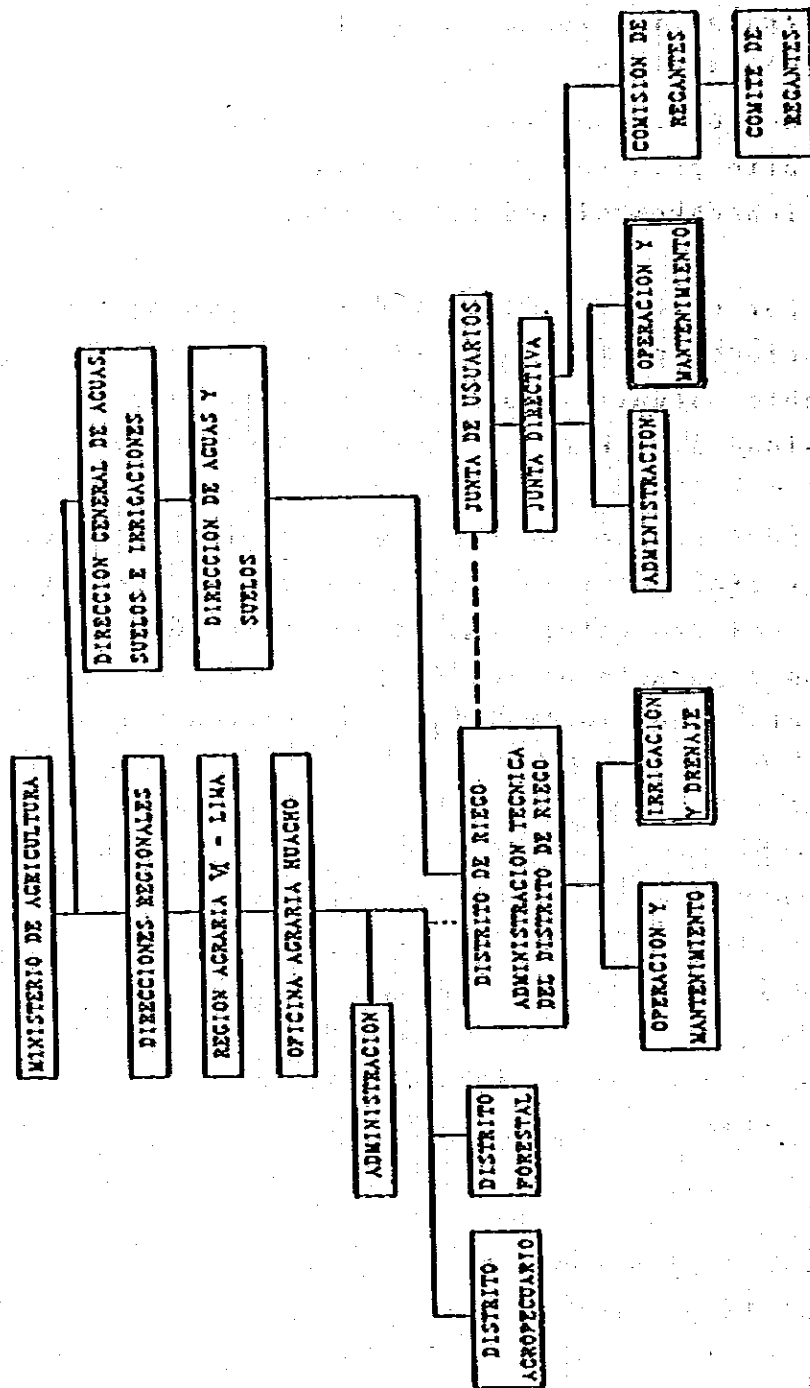 MINISTERIO DE AGRICULTURA
DIRECCION GENERAL DE AGUAS.
SUELOS E IRRIGACIONES
DIRECCIONES REGIONALES
DIRECCION DE AGUAS Y
SUELOS
REGION AGRARIA VI - LIMA
OFICINA AGRARIA HUACHO
ADMINISTRACION
DISTRITO
AGROPECUARIO
DISTRITO
FORESTAL
DISTRITO DE RIEGO
ADMINISTRACION TECNICA
DEL DISTRITO DE RIEGO
JUNTA DE USUARIOS
JUNTA DIRECTIVA
OPERACION Y
MANTENIMIENTO
IRRIGACION
Y DRENAJE
ADMINISTRACION
OPERACION Y
MANTENIMIENTO
COMISION DE
REGANTES
COMITE DE
REGANTES